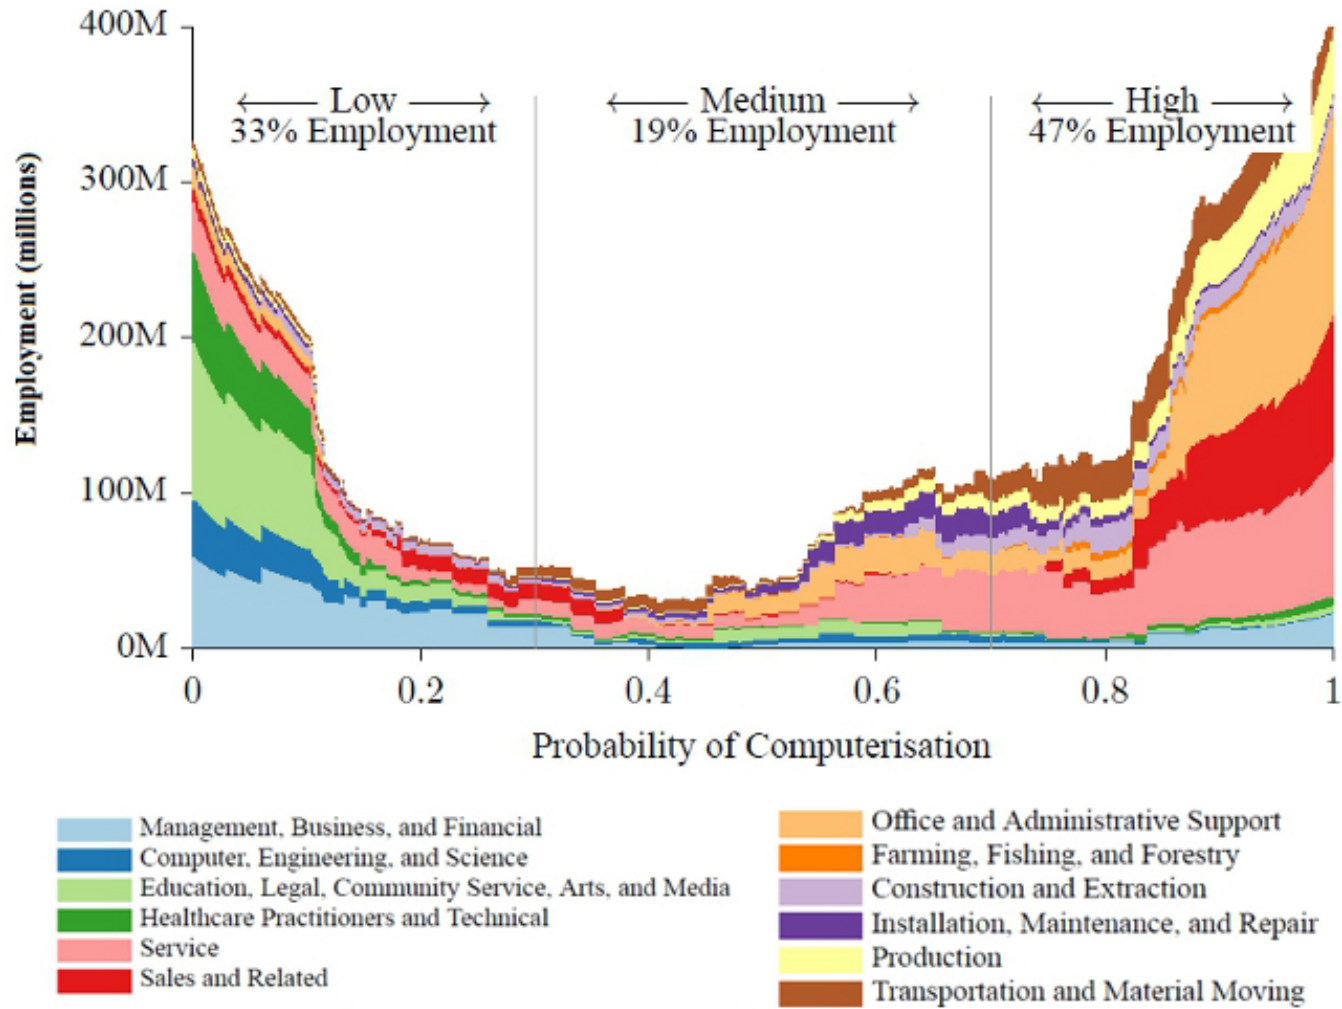 400M
300M
200M
100M
0M
Employment (millions)
Low
33% Employment
Medium
19% Employment
High
47% Employment
0
0.2
0.4
0.6
0.8
1
Probability of Computerisation
Management, Business, and Financial
Computer, Engineering, and Science
Education, Legal, Community Service, Arts, and Media
Healthcare Practitioners and Technical
Service
Sales and Related
Office and Administrative Support
Farming, Fishing, and Forestry
Construction and Extraction
Installation, Maintenance, and Repair
Production
Transportation and Material Moving